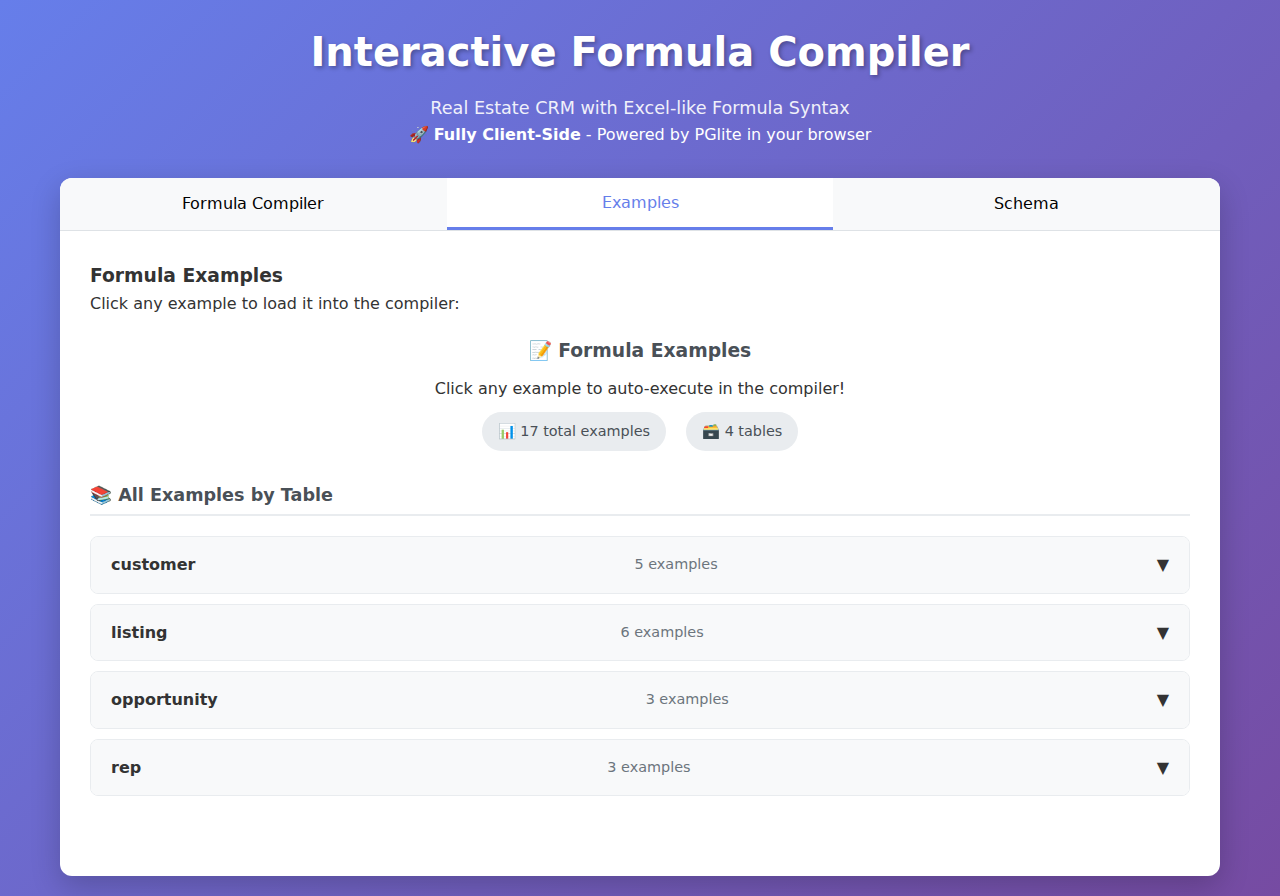 Interactive Formula Compiler
Real Estate CRM with Excel-like Formula Syntax
🚀 Fully Client-Side - Powered by PGlite in your browser
Formula Compiler
Examples
Schema
Formula Examples
Click any example to load it into the compiler:
📝 Formula Examples
Click any example to auto-execute in the compiler!
📊 17 total examples
🗃️ 4 tables
📚 All Examples by Table
customer 5 examples ▼
listing 6 examples ▼
opportunity 3 examples ▼
rep 3 examples ▼